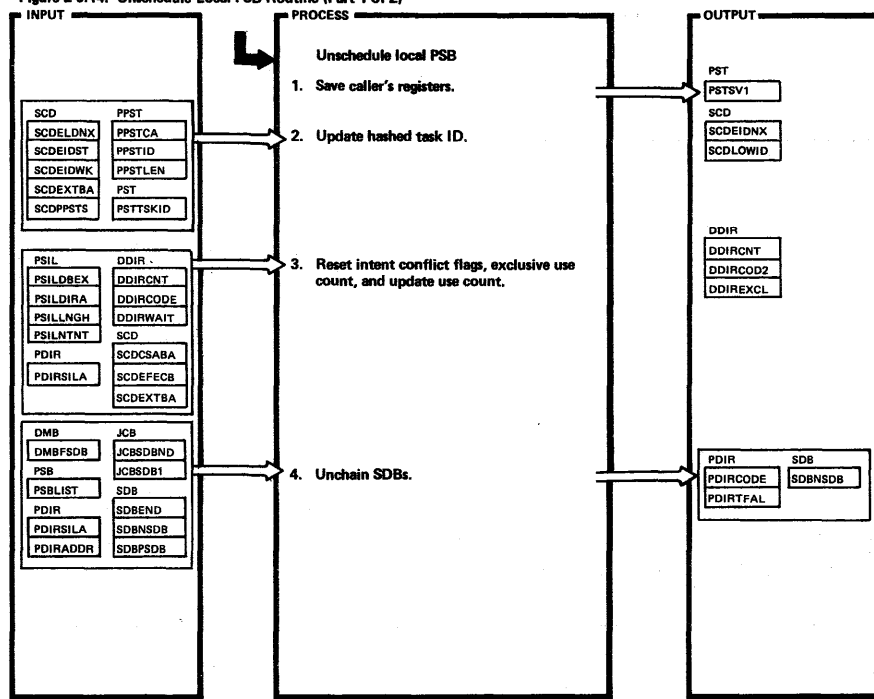 INPUT
PROCESS
OUTPUT
Unschedule local PSB
1. Save caller's registers.
PST
PSTSV1
SCD
SCDEIDNX
SCDLOWID
SCD
SCDELDNX
SCDEIDST
SCDEIDWK
SCDEXTBA
SCDPPSTS
PPST
PPSTCA
PPSTID
PPSTLEN
PST
PSTTSKID
2. Update hashed task ID.
PSIL
PSILDBEX
PSILDIRA
PSILLNGH
PSILNTNT
PDIR
PDIRSILA
DDIR
DDIRCNT
DDIRCODE
DDIRWAIT
SCD
SCDCSABA
SCDEFECB
SCDEXTBA
3. Reset intent conflict flags, exclusive use
count, and update use count.
DDIR
DDIRCNT
DDIRCOD2
DDIREXCL
DMB
DMBFSDB
PSB
PSBLIST
PDIR
PDIRSILA
PDIRADDR
JCB
JCBSDBND
JCBSDB1
SDB
SDBEND
SDBNSDB
SDBPSDB
4. Unchain SDBs.
PDIR
PDIRCODE
PDIRTFAL
SDB
SDBNSDB